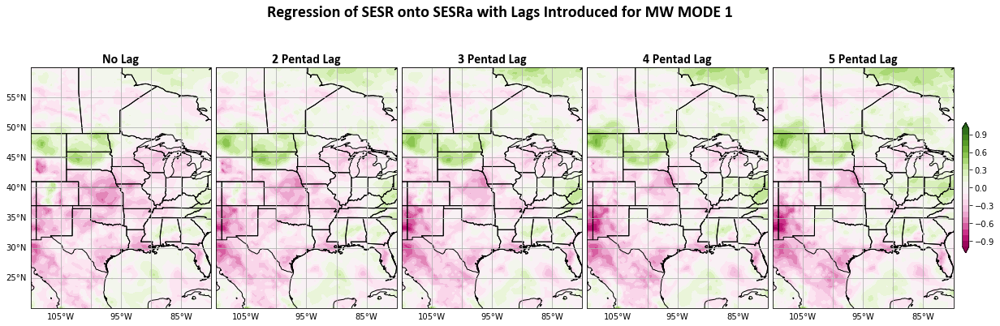 Regression of SESR onto SESRa with Lags Introduced for MW MODE 1
No Lag
2 Pentad Lag
3 Pentad Lag
4 Pentad Lag
5 Pentad Lag
55°N
50°N
45°N
40°N
35°N
30°N
25°N
105°W 95°W 85°W
105°W 95°W 85°W
105°W 95°W 85°W
105°W 95°W 85°W
105°W 95°W 85°W
0.9
0.6
0.3
0.0
−0.3
−0.6
−0.9